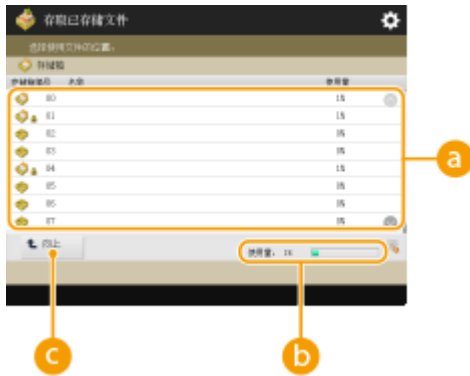 存取已存储文件
选择使用文件的位置。
存储箱
存储箱编号 名称 使用量
00 1%
01 1%
02 0%
03 0%
04 1%
05 0%
06 0%
07 0%
a
向上
使用量: 1%
c b